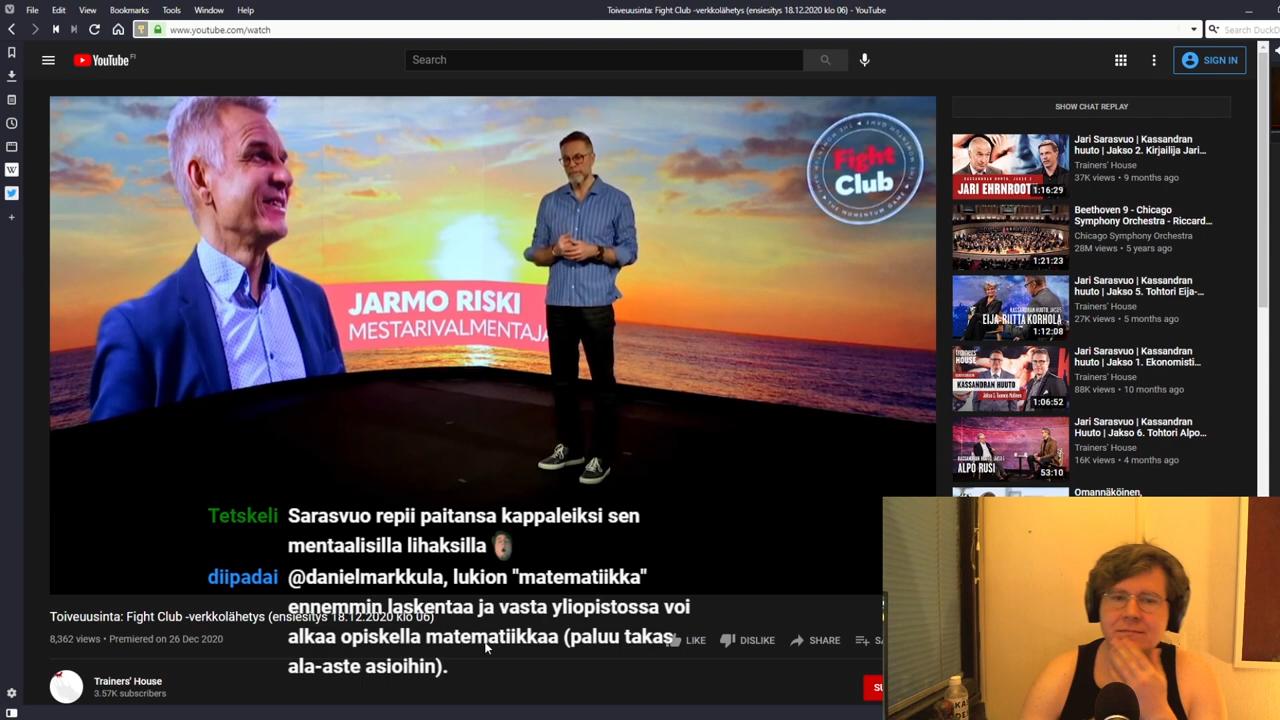 File Edit View Bookmarks Tools Window Help
Toiveuusinta: Fight Club -verkkolähetys (ensiesitys 18.12.2020 klo 06) - YouTube
www.youtube.com/watch
YouTube FI
Search
SIGN IN
Fight
Club
JARMO RISKI
MESTARIVALMENTAJA
SHOW CHAT REPLAY
JARI EHRNROOT
1:16:29
Jari Sarasvuo | Kassandran
huuto | Jakso 2. Kirjailija Jari...
Trainers' House
37K views • 9 months ago
1:21:23
Beethoven 9 - Chicago
Symphony Orchestra - Riccard...
Chicago Symphony Orchestra
28M views • 5 years ago
EIJA-RIITTA KORHOLA
1:12:08
Jari Sarasvuo | Kassandran
huuto | Jakso 5. Tohtori Eija-...
Trainers' House
27K views • 5 months ago
KASSANDRAN HUUTO
1:06:52
Jari Sarasvuo | Kassandran
huuto | Jakso 1. Ekonomisti...
Trainers' House
88K views • 10 months ago
ALPO RUSI
53:10
Jari Sarasvuo | Kassandran
Huuto | Jakso 6. Tohtori Alpo...
Trainers' House
16K views • 4 months ago
Omannäköinen,
Tetskeli Sarasvuo repii paitansa kappaleiksi sen
mentaalisilla lihaksilla
diipadai @danielmarkkula, lukion "matematiikka"
ennemmin laskentaa ja vasta yliopistossa voi
alkaa opiskella matematiikkaa (paluu takas
ala-aste asioihin).
Toiveuusinta: Fight Club -verkkolähetys (ensiesitys 18.12.2020 klo 06)
8,362 views • Premiered on 26 Dec 2020
LIKE DISLIKE SHARE
Trainers' House
3.57K subscribers